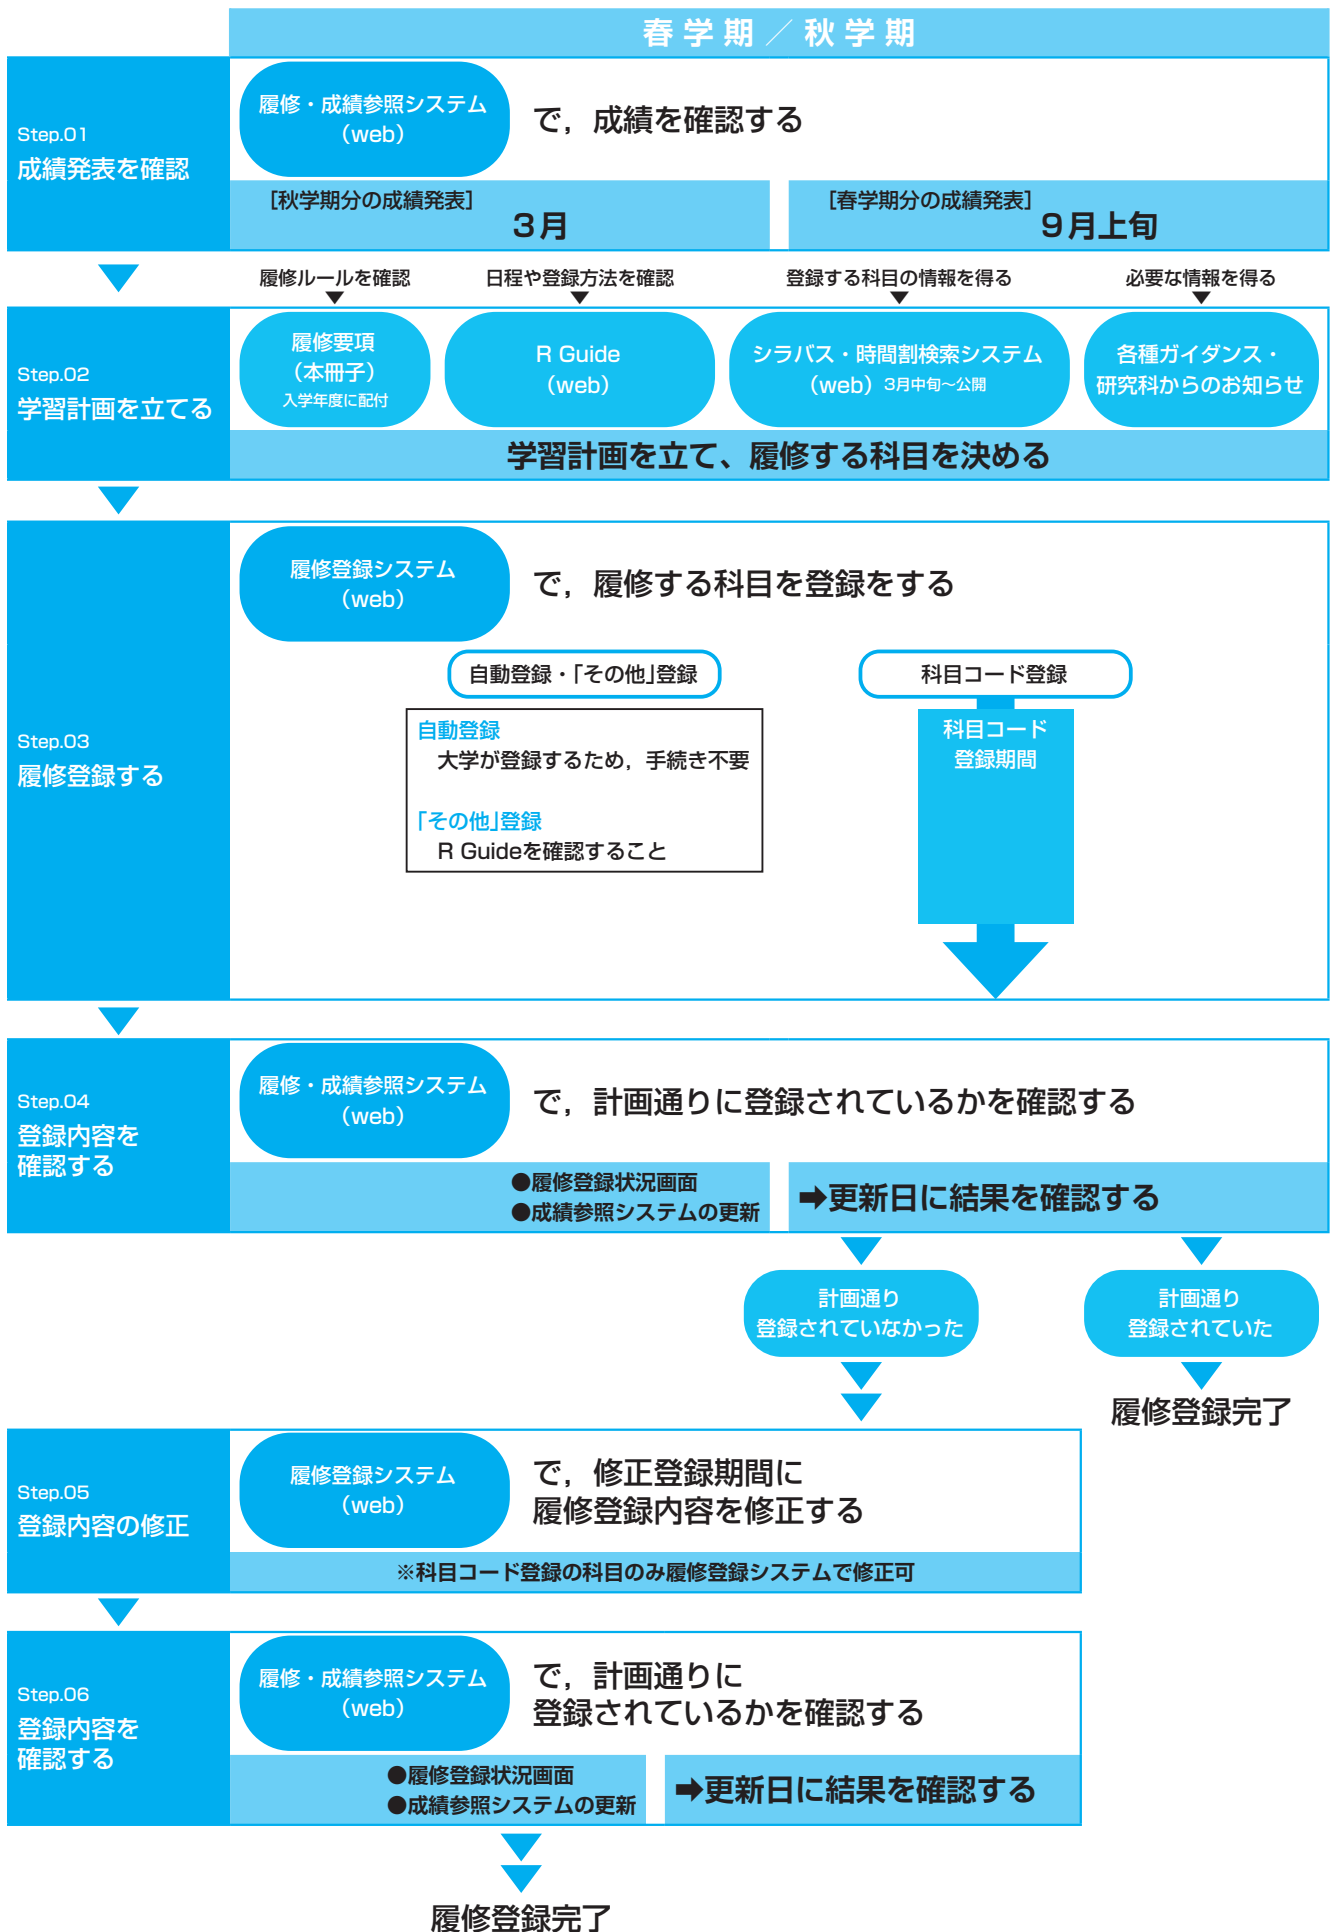 春学期／秋学期
Step.01
成績発表を確認
履修・成績参照システム
（web）
で，成績を確認する
［秋学期分の成績発表］
3月
［春学期分の成績発表］
9月上旬
履修ルールを確認
日程や登録方法を確認
登録する科目の情報を得る
必要な情報を得る
Step.02
学習計画を立てる
履修要項
（本冊子）
入学年度に配付
R Guide
（web）
シラバス・時間割検索システム
（web）3月中旬～公開
各種ガイダンス・
研究科からのお知らせ
学習計画を立て、履修する科目を決める
Step.03
履修登録する
履修登録システム
（web）
で，履修する科目を登録をする
自動登録・「その他」登録
自動登録
大学が登録するため，手続き不要
「その他」登録
R Guideを確認すること
科目コード登録
科目コード
登録期間
Step.04
登録内容を
確認する
履修・成績参照システム
（web）
で，計画通りに登録されているかを確認する
●履修登録状況画面
●成績参照システムの更新
➡更新日に結果を確認する
計画通り
登録されていなかった
計画通り
登録されていた
履修登録完了
Step.05
登録内容の修正
履修登録システム
（web）
で，修正登録期間に
履修登録内容を修正する
※科目コード登録の科目のみ履修登録システムで修正可
Step.06
登録内容を
確認する
履修・成績参照システム
（web）
で，計画通りに
登録されているかを確認する
●履修登録状況画面
●成績参照システムの更新
➡更新日に結果を確認する
履修登録完了